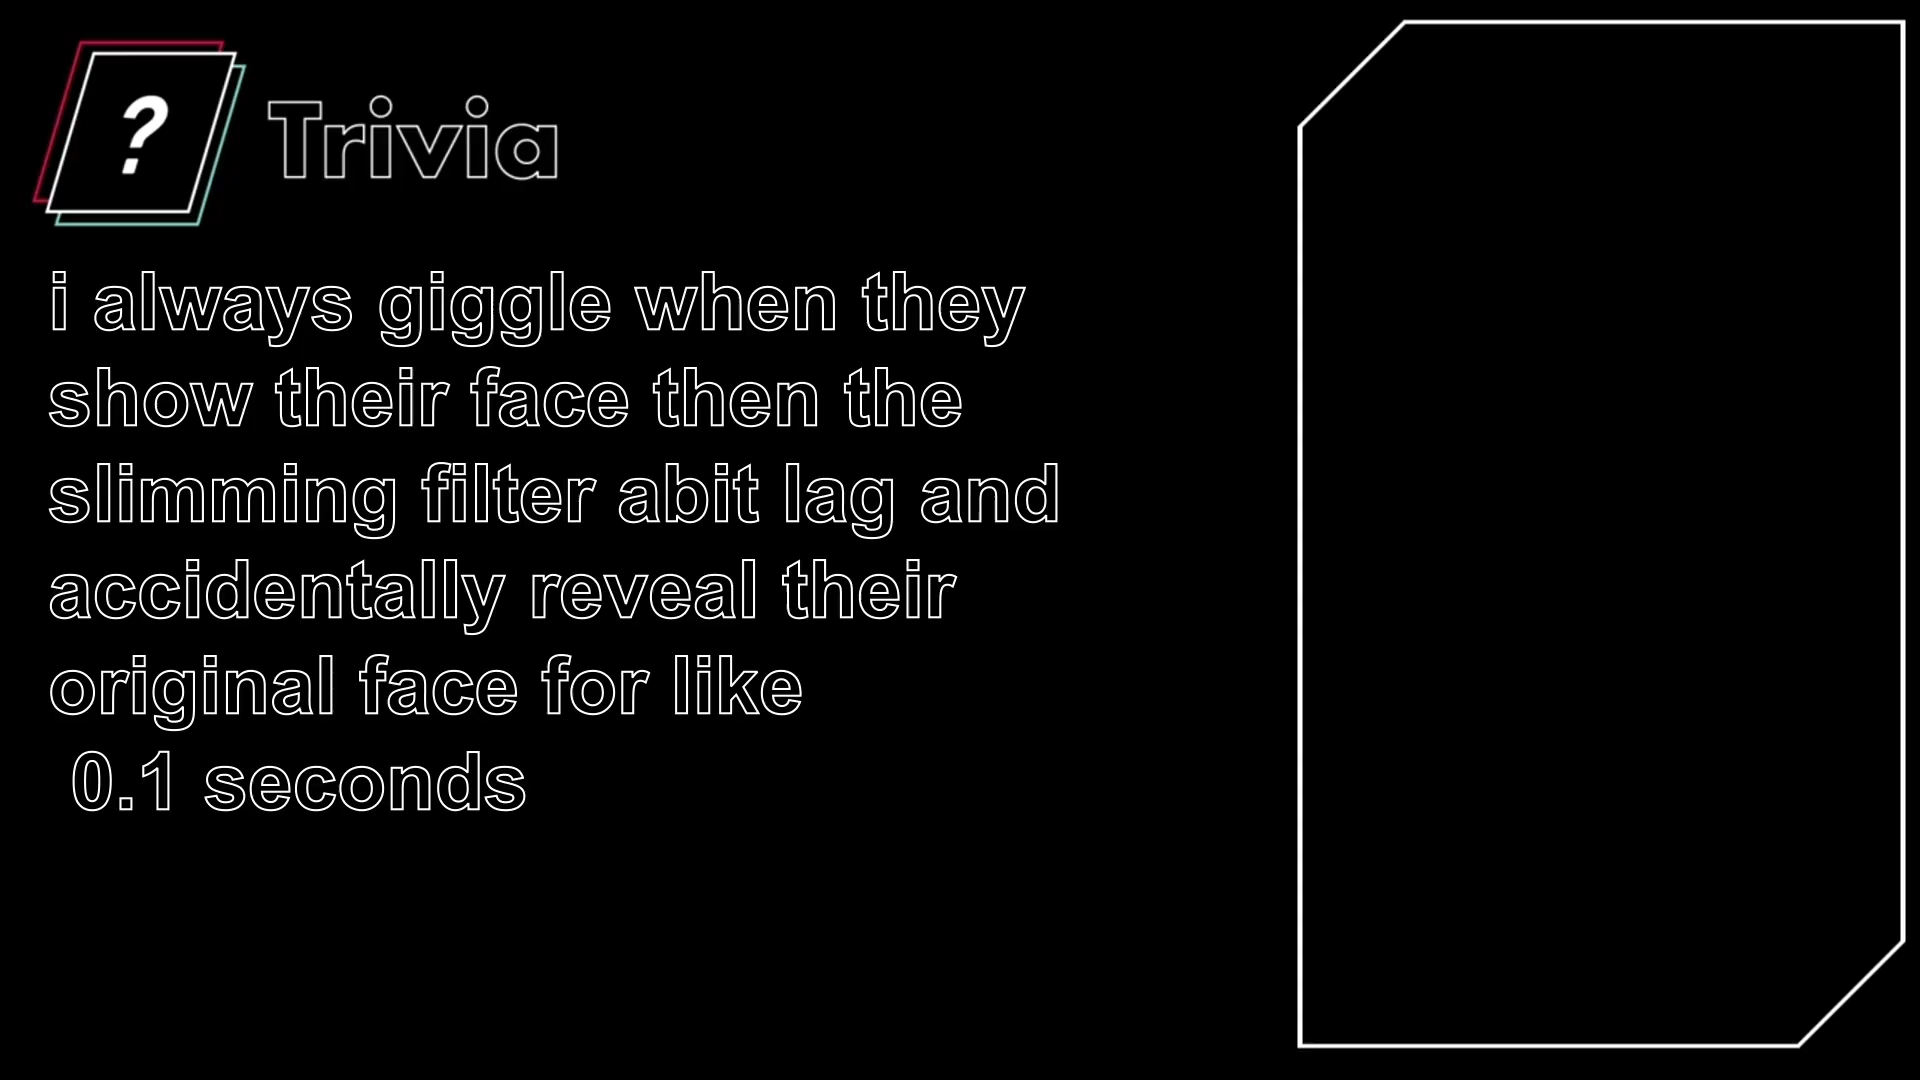 ?
Trivia
i always giggle when they
show their face then the
slimming filter abit lag and
accidentally reveal their
original face for like
0.1 seconds